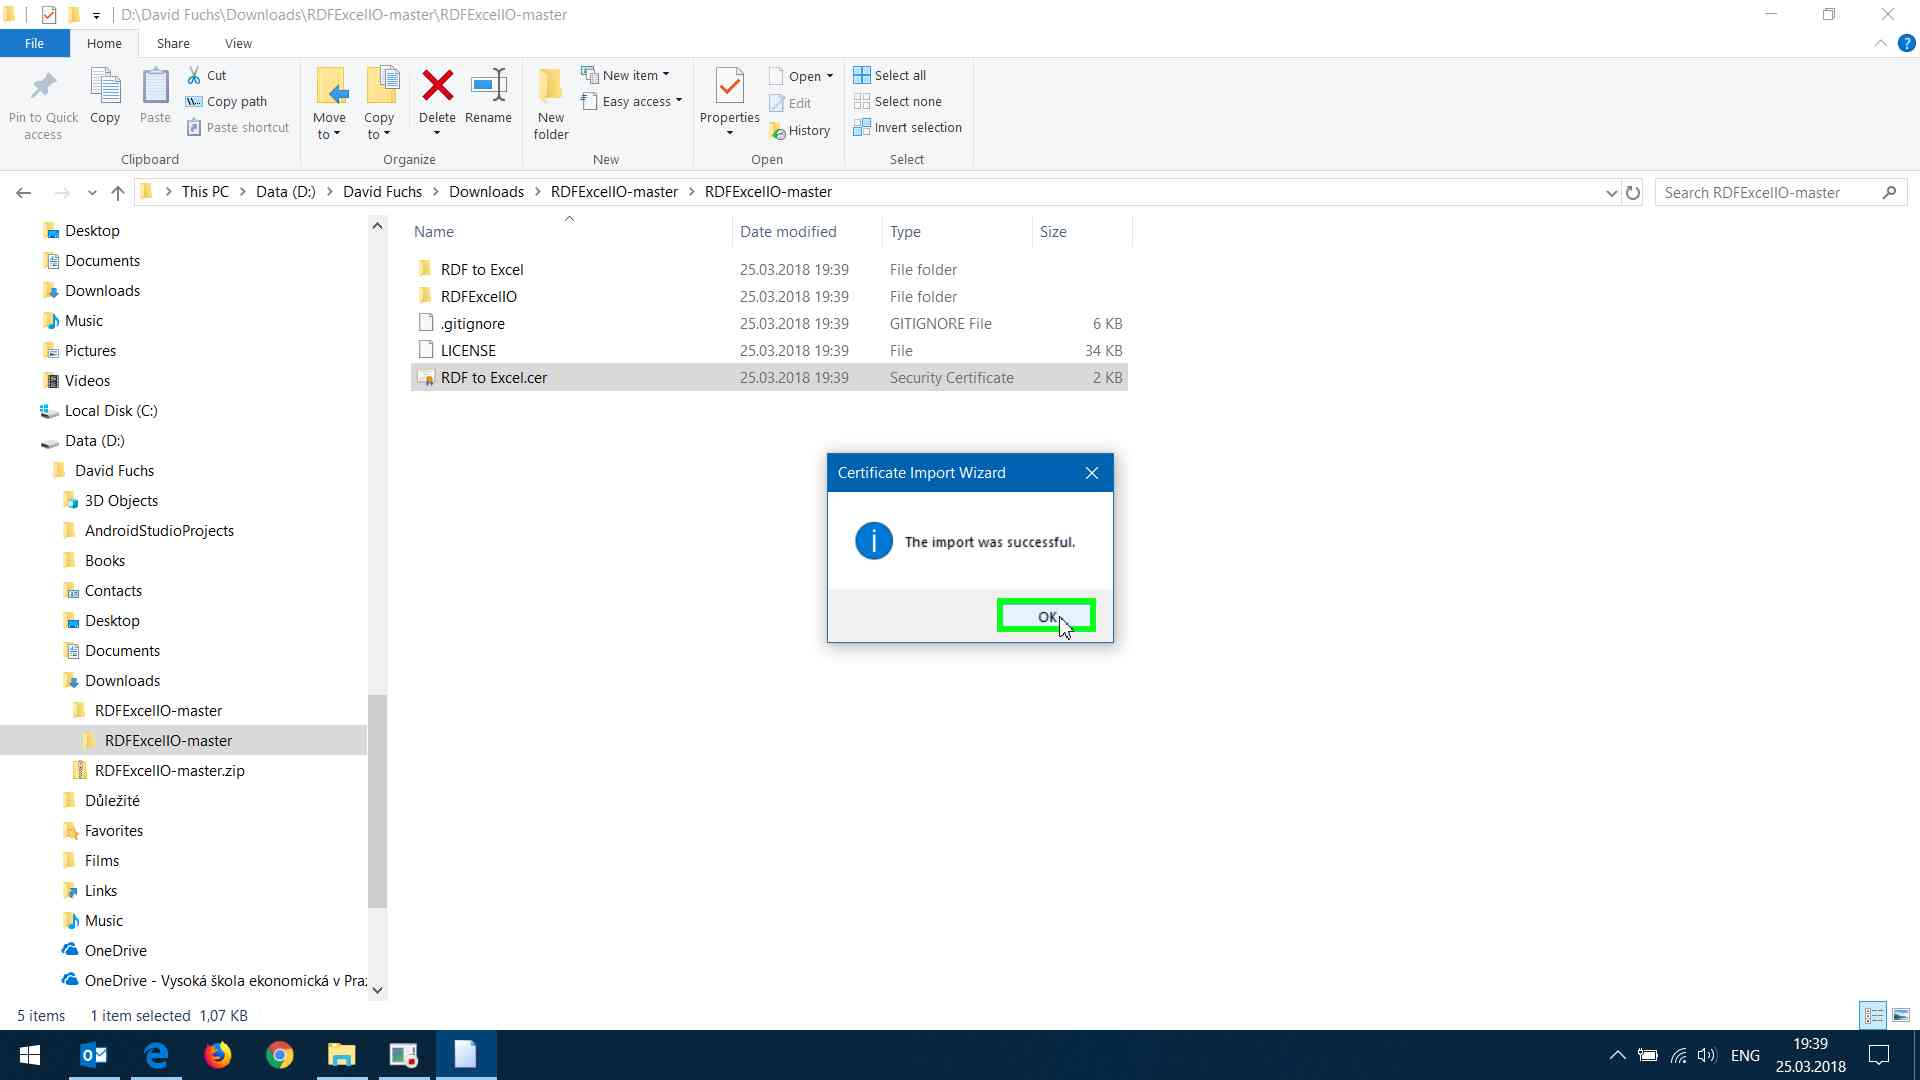 D:\David Fuchs\Downloads\RDFExcelIO-master\RDFExcelIO-master
File Home Share View
Pin to Quick access
Copy
Paste
Cut
Copy path
Paste shortcut
Clipboard
Move to
Copy to
Delete
Rename
Organize
New folder
New item
Easy access
New
Properties
Open
Edit
History
Open
Select all
Select none
Invert selection
Select
This PC > Data (D:) > David Fuchs > Downloads > RDFExcelIO-master > RDFExcelIO-master
Search RDFExcelIO-master
Desktop
Documents
Downloads
Music
Pictures
Videos
Local Disk (C:)
Data (D:)
David Fuchs
3D Objects
AndroidStudioProjects
Books
Contacts
Desktop
Documents
Downloads
RDFExcelIO-master
RDFExcelIO-master
RDFExcelIO-master.zip
Důležité
Favorites
Films
Links
Music
OneDrive
OneDrive - Vysoká škola ekonomická v Praz
Name Date modified Type Size
RDF to Excel 25.03.2018 19:39 File folder
RDFExcelIO 25.03.2018 19:39 File folder
.gitignore 25.03.2018 19:39 GITIGNORE File 6 KB
LICENSE 25.03.2018 19:39 File 34 KB
RDF to Excel.cer 25.03.2018 19:39 Security Certificate 2 KB
Certificate Import Wizard
The import was successful.
OK
5 items 1 item selected 1,07 KB
ENG
19:39
25.03.2018